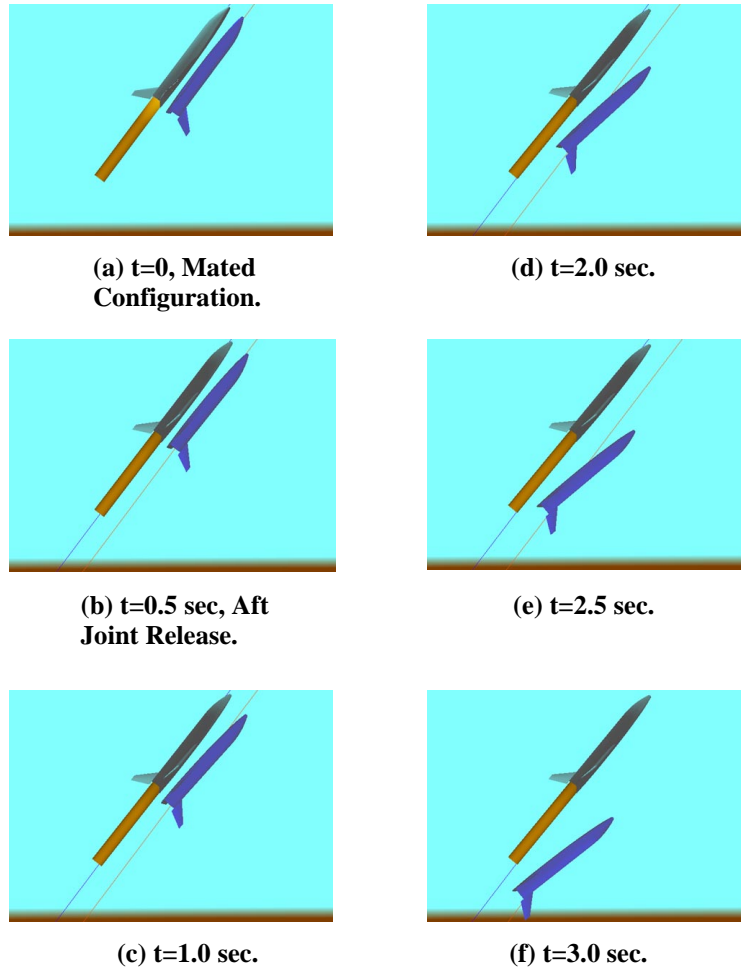 (a) t=0, Mated
Configuration.
(b) t=0.5 sec, Aft
Joint Release.
(c) t=1.0 sec.
(d) t=2.0 sec.
(e) t=2.5 sec.
(f) t=3.0 sec.